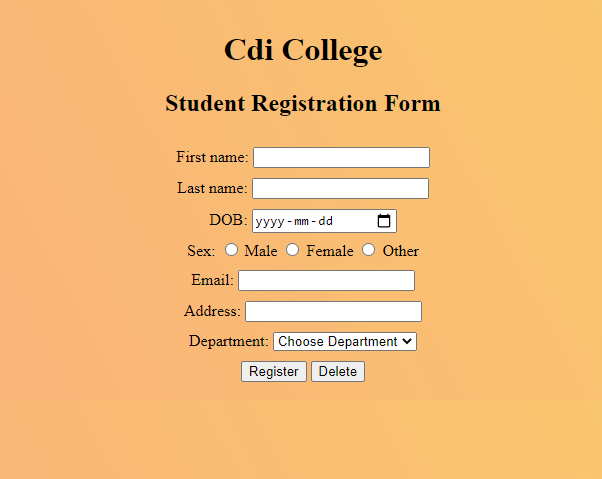 Cdi College
Student Registration Form
First name:
Last name:
DOB: yyyy-mm-dd
Sex: Male Female Other
Email:
Address:
Department: Choose Department
Register Delete